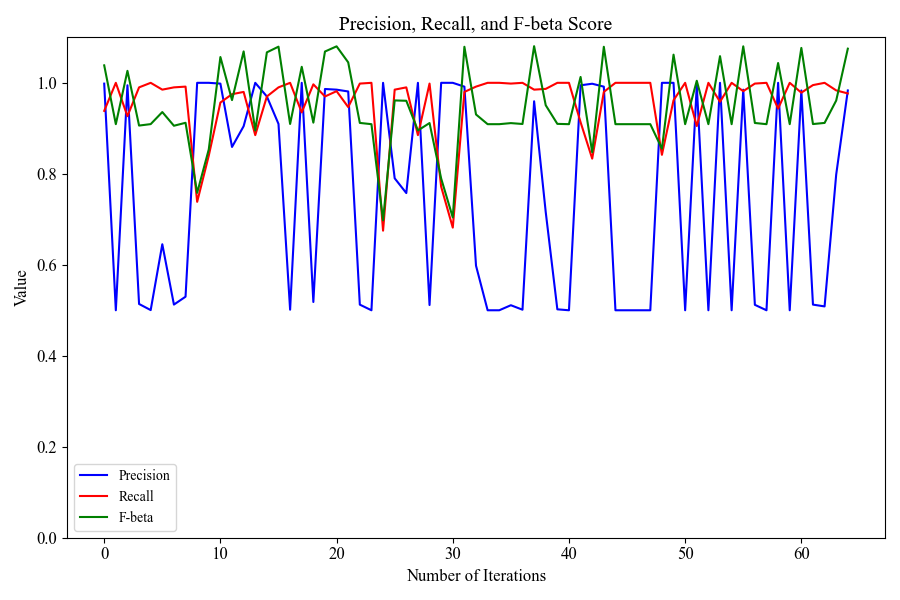 Precision, Recall, and F-beta Score
1.0
0.8
0.6
0.4
0.2
0.0
Value
Precision
Recall
F-beta
0 10 20 30 40 50 60
Number of Iterations